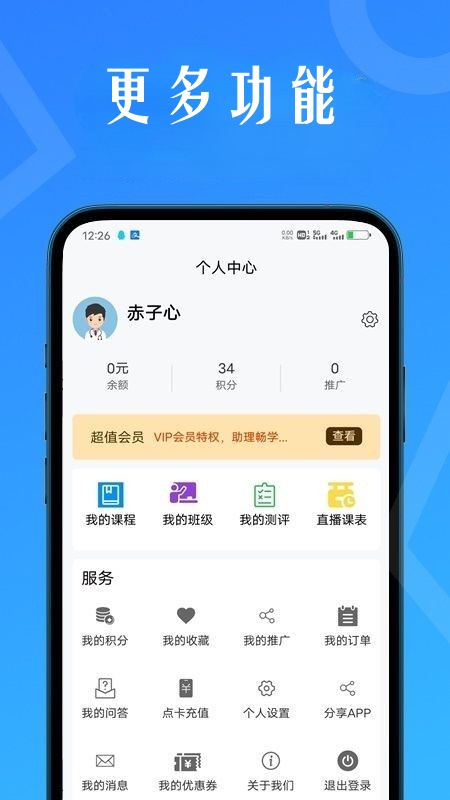 更多功能
12:26 0.00 KB/s HD 1 2 5G 4G
个人中心
赤子心
0元 34 0
余额 积分 推广
超值会员 VIP会员特权，助理畅学... 查看
我的课程 我的班级 我的测评 直播课表
服务
我的积分 我的收藏 我的推广 我的订单
我的问答 点卡充值 个人设置 分享APP
我的消息 我的优惠券 关于我们 退出登录